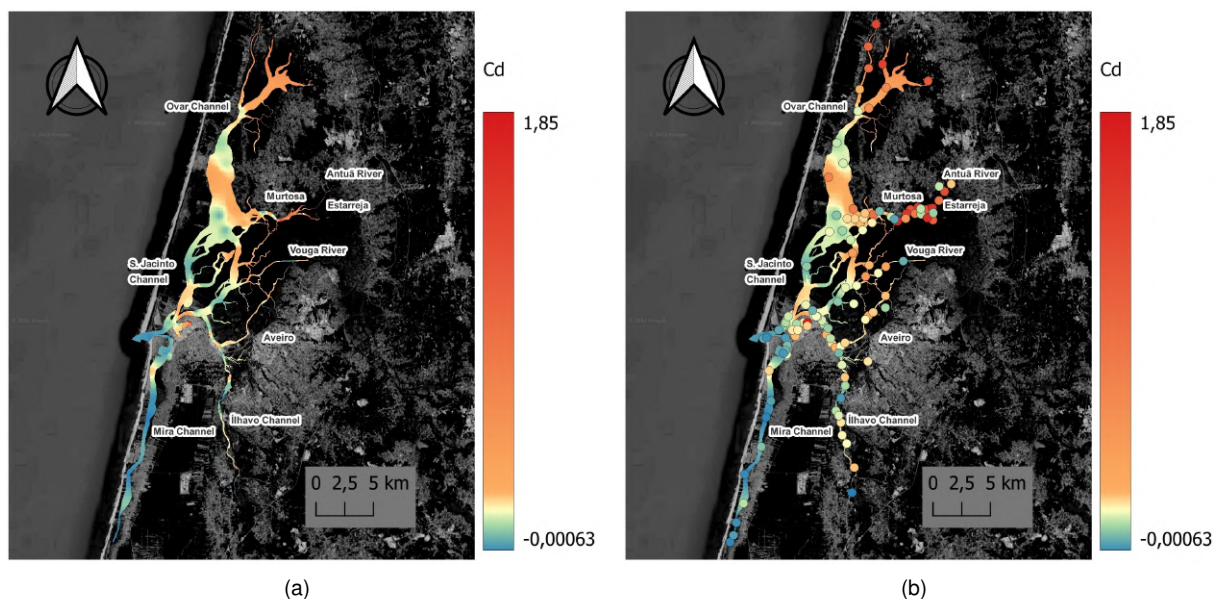 Ovar Channel
Antuã River
Murtosa
Estarreja
Vouga River
S. Jacinto
Channel
Aveiro
Ílhavo Channel
Mira Channel
0 2,5 5 km
Cd
1,85
-0,00063
(a)
Ovar Channel
Antuã River
Murtosa
Estarreja
Vouga River
S. Jacinto
Channel
Aveiro
Ílhavo Channel
Mira Channel
0 2,5 5 km
Cd
1,85
-0,00063
(b)